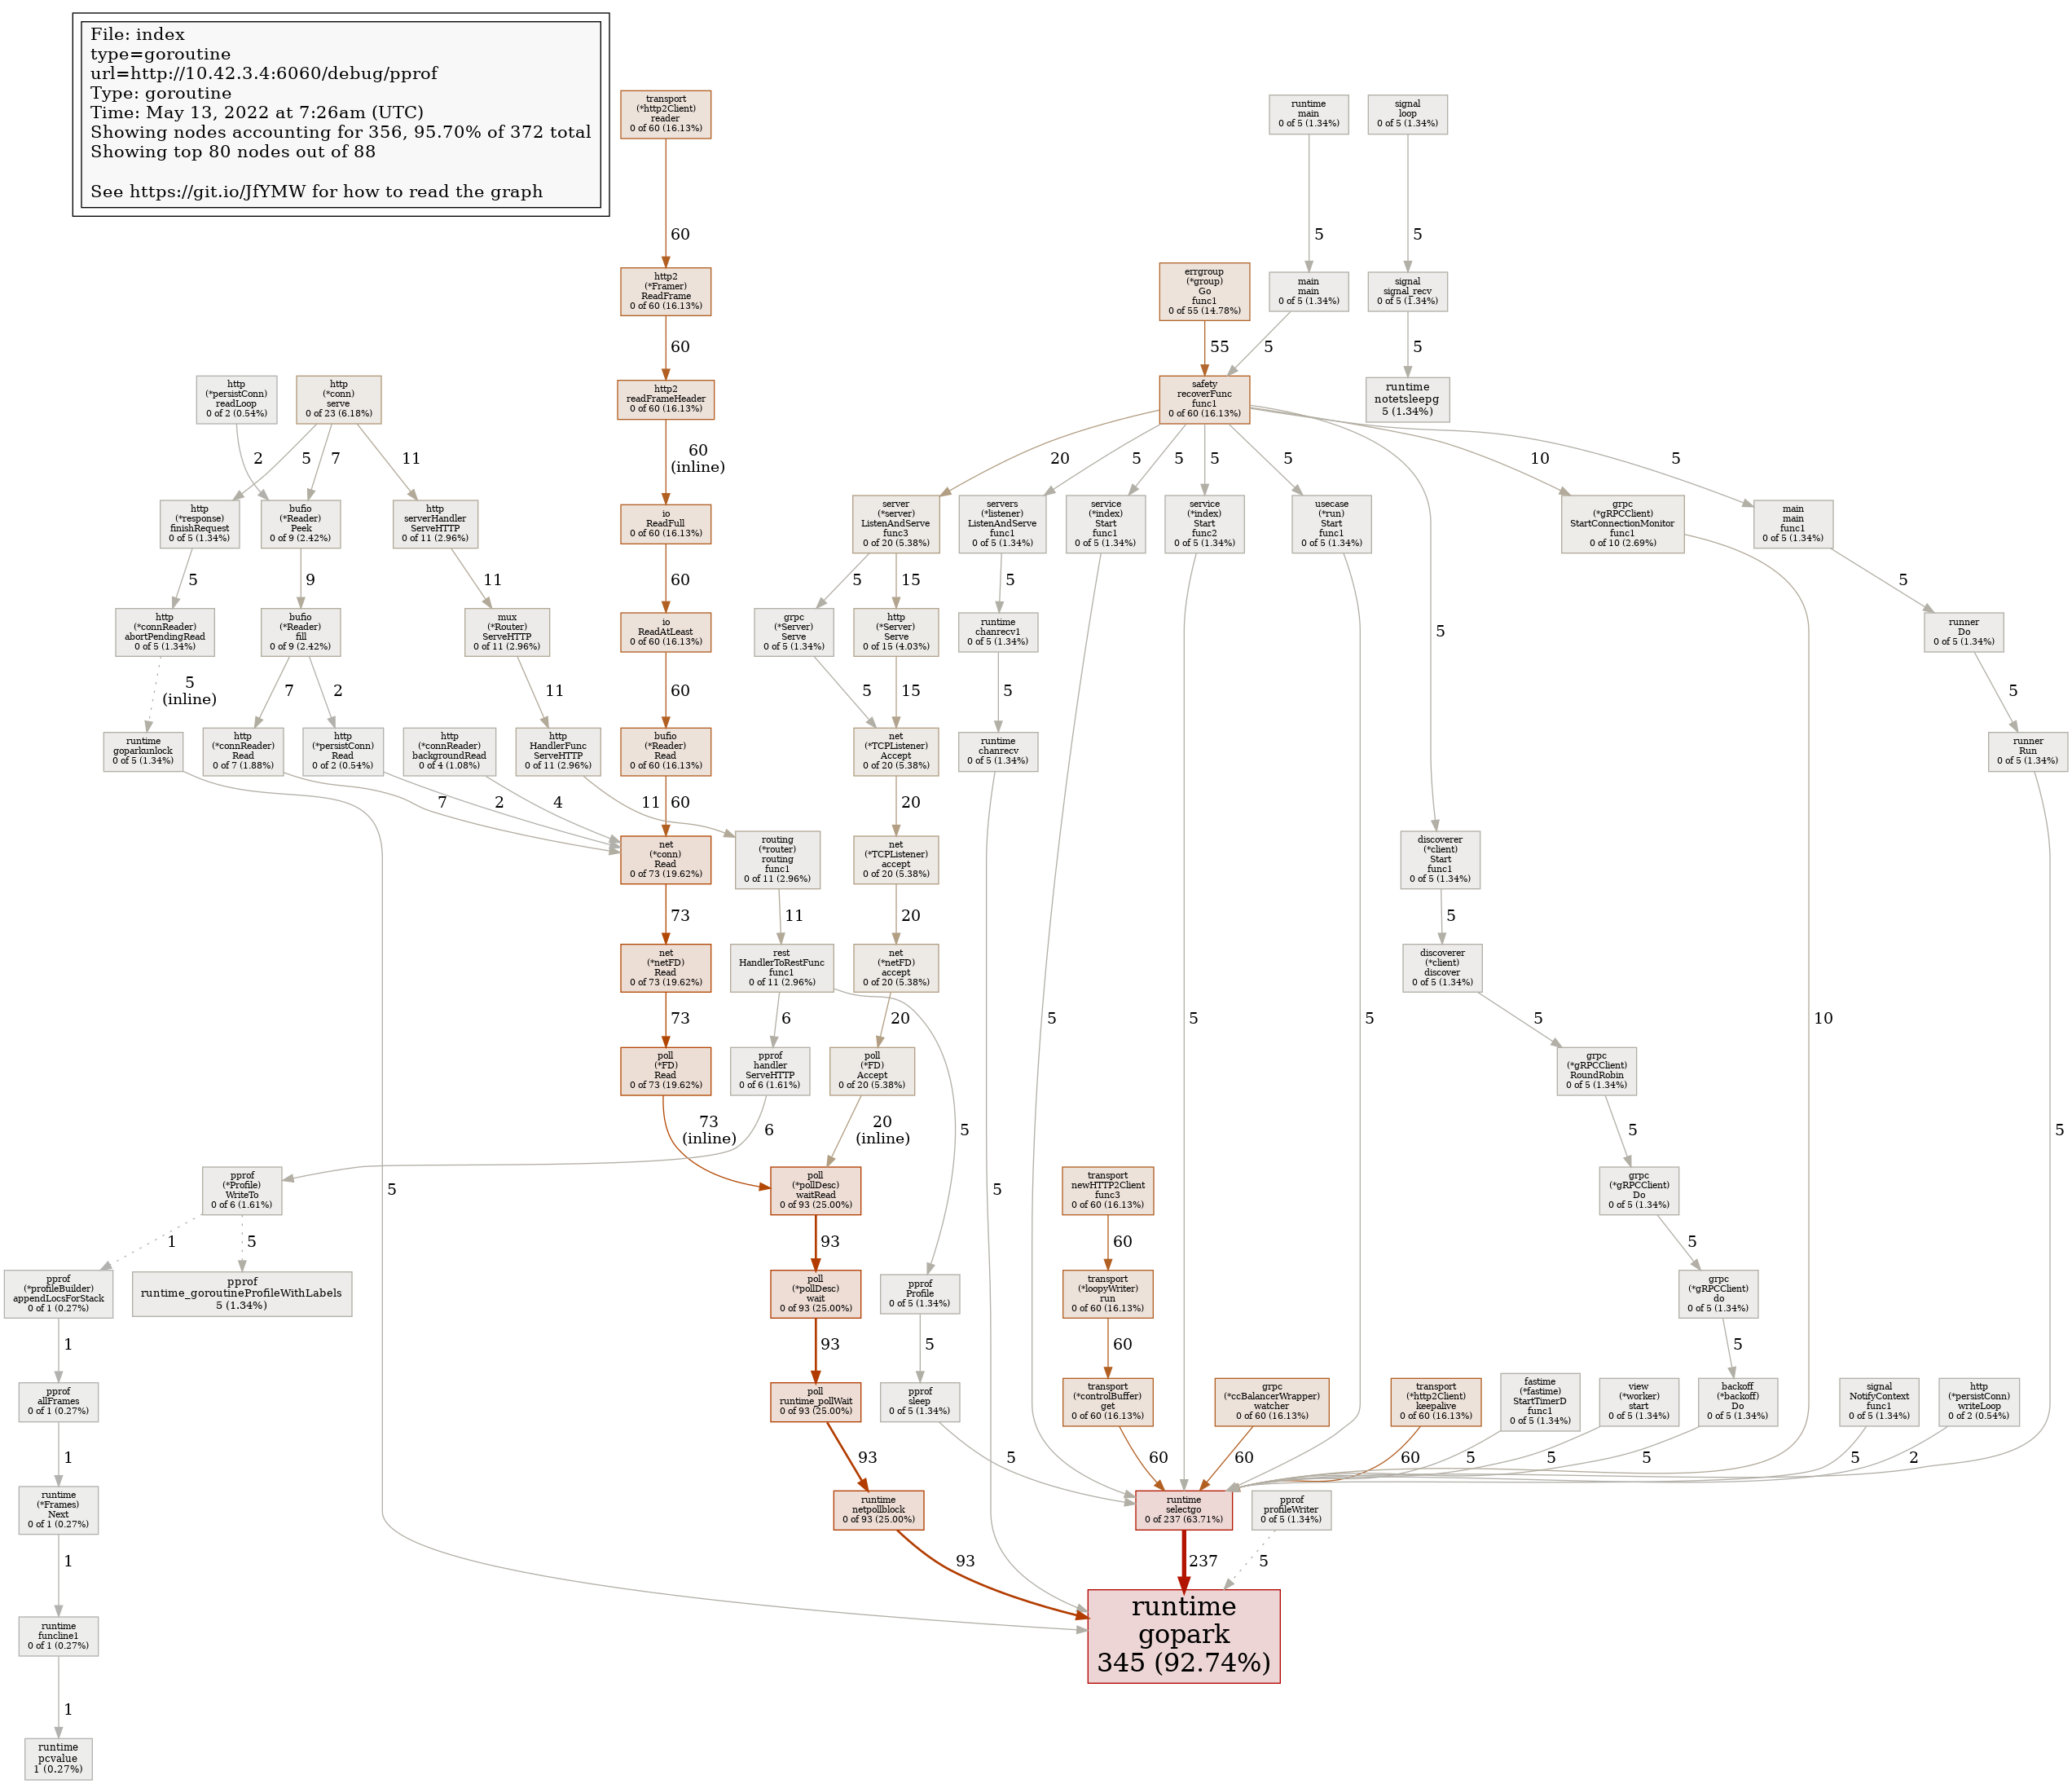 File: index
type=goroutine
url=http://10.42.3.4:6060/debug/pprof
Type: goroutine
Time: May 13, 2022 at 7:26am (UTC)
Showing nodes accounting for 356, 95.70% of 372 total
Showing top 80 nodes out of 88
See https://git.io/JfYMW for how to read the graph
transport
(*http2Client)
reader
0 of 60 (16.13%)
runtime
main
0 of 5 (1.34%)
signal
loop
0 of 5 (1.34%)
60
5
5
http2
(*Framer)
ReadFrame
0 of 60 (16.13%)
errgroup
(*group)
Go
func1
0 of 55 (14.78%)
main
main
0 of 5 (1.34%)
signal
signal_recv
0 of 5 (1.34%)
60
55
5
5
http
(*persistConn)
readLoop
0 of 2 (0.54%)
http
(*conn)
serve
0 of 23 (6.18%)
http2
readFrameHeader
0 of 60 (16.13%)
safety
recoverFunc
func1
0 of 60 (16.13%)
runtime
notetsleepg
5 (1.34%)
2
5
7
11
60
(inline)
20
5
5
5
5
10
5
http
(*response)
finishRequest
0 of 5 (1.34%)
bufio
(*Reader)
Peek
0 of 9 (2.42%)
http
serverHandler
ServeHTTP
0 of 11 (2.96%)
io
ReadFull
0 of 60 (16.13%)
server
(*server)
ListenAndServe
func3
0 of 20 (5.38%)
servers
(*listener)
ListenAndServe
func1
0 of 5 (1.34%)
service
(*index)
Start
func1
0 of 5 (1.34%)
service
(*index)
Start
func2
0 of 5 (1.34%)
usecase
(*run)
Start
func1
0 of 5 (1.34%)
grpc
(*gRPCClient)
StartConnectionMonitor
func1
0 of 10 (2.69%)
main
main
func1
0 of 5 (1.34%)
5
9
11
60
5
15
5
5
5
http
(*connReader)
abortPendingRead
0 of 5 (1.34%)
bufio
(*Reader)
fill
0 of 9 (2.42%)
mux
(*Router)
ServeHTTP
0 of 11 (2.96%)
io
ReadAtLeast
0 of 60 (16.13%)
grpc
(*Server)
Serve
0 of 5 (1.34%)
http
(*Server)
Serve
0 of 15 (4.03%)
runtime
chanrecv1
0 of 5 (1.34%)
runner
Do
0 of 5 (1.34%)
5
(inline)
7
2
11
60
5
15
5
5
runtime
goparkunlock
0 of 5 (1.34%)
http
(*connReader)
Read
0 of 7 (1.88%)
http
(*persistConn)
Read
0 of 2 (0.54%)
http
(*connReader)
backgroundRead
0 of 4 (1.08%)
http
HandlerFunc
ServeHTTP
0 of 11 (2.96%)
bufio
(*Reader)
Read
0 of 60 (16.13%)
net
(*TCPListener)
Accept
0 of 20 (5.38%)
runtime
chanrecv
0 of 5 (1.34%)
runner
Run
0 of 5 (1.34%)
7
2
4
11
60
20
net
(*conn)
Read
0 of 73 (19.62%)
routing
(*router)
routing
func1
0 of 11 (2.96%)
net
(*TCPListener)
accept
0 of 20 (5.38%)
discoverer
(*client)
Start
func1
0 of 5 (1.34%)
73
11
20
5
net
(*netFD)
Read
0 of 73 (19.62%)
rest
HandlerToRestFunc
func1
0 of 11 (2.96%)
net
(*netFD)
accept
0 of 20 (5.38%)
discoverer
(*client)
discover
0 of 5 (1.34%)
73
6
20
5
5
5
5
10
poll
(*FD)
Read
0 of 73 (19.62%)
pprof
handler
ServeHTTP
0 of 6 (1.61%)
poll
(*FD)
Accept
0 of 20 (5.38%)
grpc
(*gRPCClient)
RoundRobin
0 of 5 (1.34%)
73
(inline)
6
20
(inline)
5
5
5
pprof
(*Profile)
WriteTo
0 of 6 (1.61%)
5
poll
(*pollDesc)
waitRead
0 of 93 (25.00%)
5
transport
newHTTP2Client
func3
0 of 60 (16.13%)
grpc
(*gRPCClient)
Do
0 of 5 (1.34%)
1
5
93
60
5
pprof
(*profileBuilder)
appendLocsForStack
0 of 1 (0.27%)
pprof
runtime_goroutineProfileWithLabels
5 (1.34%)
poll
(*pollDesc)
wait
0 of 93 (25.00%)
pprof
Profile
0 of 5 (1.34%)
transport
(*loopyWriter)
run
0 of 60 (16.13%)
grpc
(*gRPCClient)
do
0 of 5 (1.34%)
1
93
5
60
5
pprof
allFrames
0 of 1 (0.27%)
poll
runtime_pollWait
0 of 93 (25.00%)
pprof
sleep
0 of 5 (1.34%)
transport
(*controlBuffer)
get
0 of 60 (16.13%)
grpc
(*ccBalancerWrapper)
watcher
0 of 60 (16.13%)
transport
(*http2Client)
keepalive
0 of 60 (16.13%)
fastime
(*fastime)
StartTimerD
func1
0 of 5 (1.34%)
view
(*worker)
start
0 of 5 (1.34%)
backoff
(*backoff)
Do
0 of 5 (1.34%)
signal
NotifyContext
func1
0 of 5 (1.34%)
http
(*persistConn)
writeLoop
0 of 2 (0.54%)
1
93
5
60
60
60
5
5
5
5
2
runtime
(*Frames)
Next
0 of 1 (0.27%)
runtime
netpollblock
0 of 93 (25.00%)
runtime
selectgo
0 of 237 (63.71%)
pprof
profileWriter
0 of 5 (1.34%)
1
93
237
5
runtime
funcline1
0 of 1 (0.27%)
runtime
gopark
345 (92.74%)
1
runtime
pcvalue
1 (0.27%)